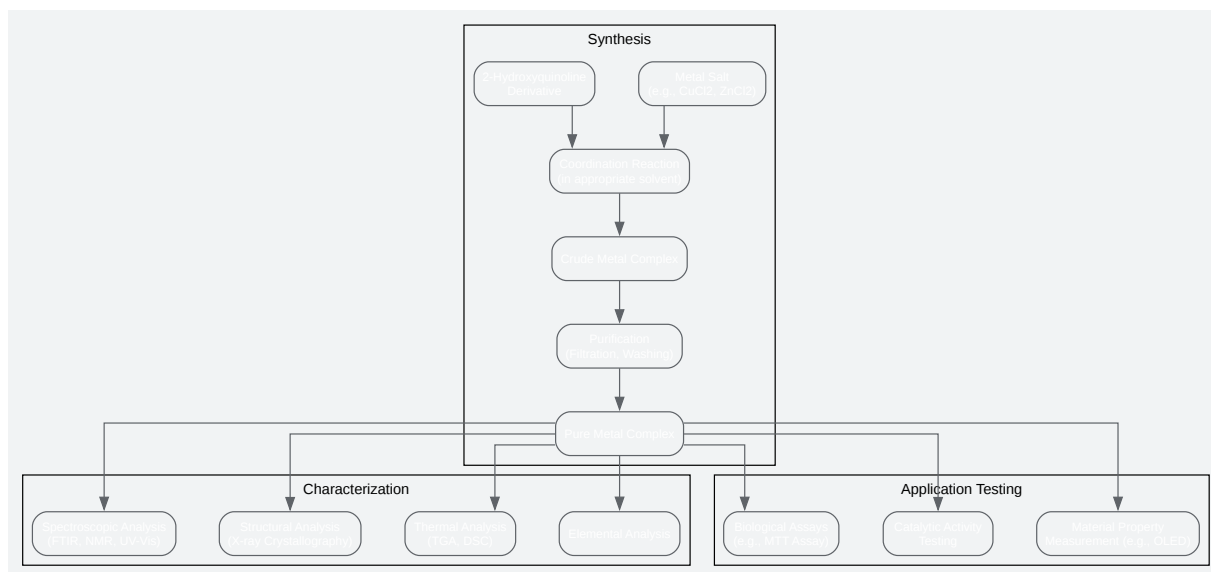 Synthesis
2-Hydroxyquinoline
Derivative
Metal Salt
(e.g., CuCl2, ZnCl2)
Coordination Reaction
(in appropriate solvent)
Crude Metal Complex
Purification
(Filtration, Washing)
Pure Metal Complex
Characterization
Application Testing
Spectroscopic Analysis
(FTIR, NMR, UV-Vis)
Structural Analysis
(X-ray Crystallography)
Thermal Analysis
(TGA, DSC)
Elemental Analysis
Biological Assays
(e.g., MTT Assay)
Catalytic Activity
Testing
Material Property
Measurement (e.g., OLED)